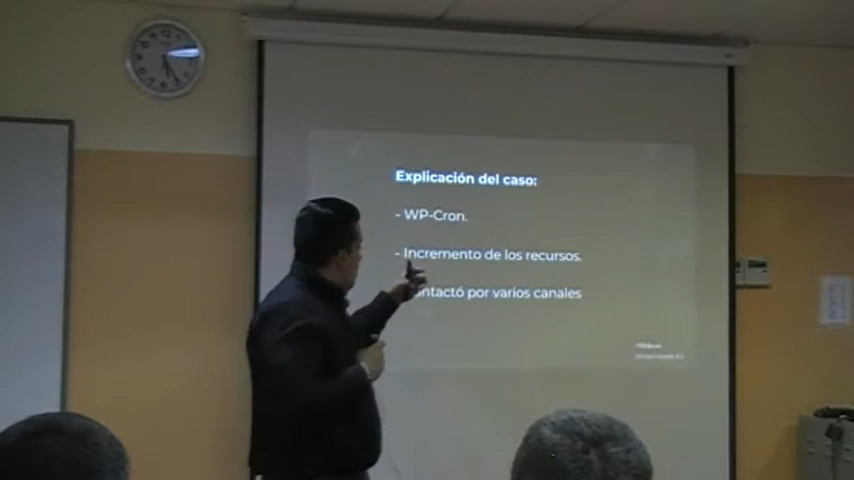 Explicación del caso:
- WP-Cron.
- Incremento de los recursos.
ontactó por varios canales